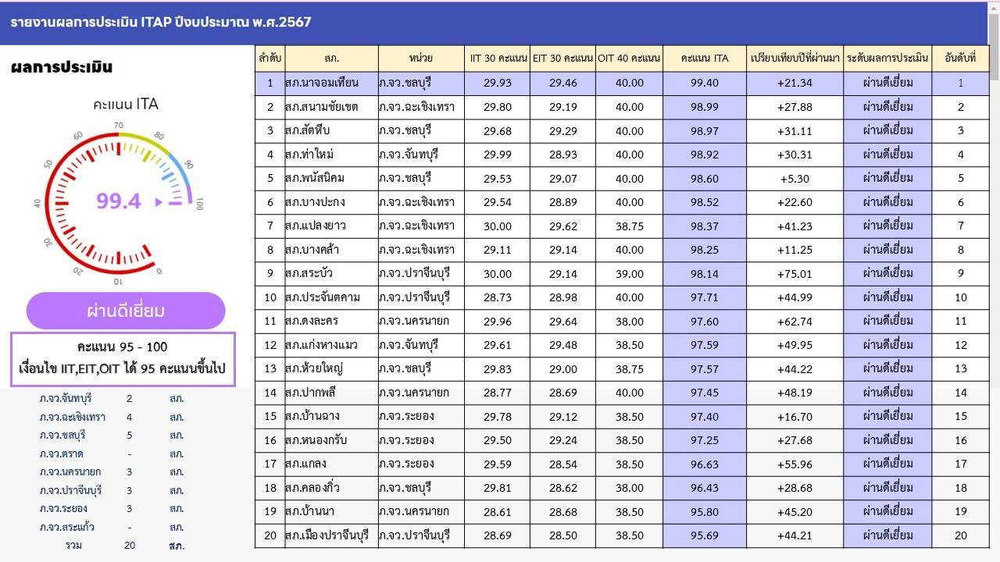 รายงานผลการประเมิน ITAP ปีงบประมาณ พ.ศ.2567
ผลการประเมิน
คะแนน ITA
0 10 20 30 40 50 60 70 80 90 100
99.4
ผ่านดีเยี่ยม
คะแนน 95 - 100
เงื่อนไข IIT,EIT,OIT ได้ 95 คะแนนขึ้นไป
ภ.จว.จันทบุรี 2 สภ.
ภ.จว.ฉะเชิงเทรา 4 สภ.
ภ.จว.ชลบุรี 5 สภ.
ภ.จว.ตราด - สภ.
ภ.จว.นครนายก 3 สภ.
ภ.จว.ปราจีนบุรี 3 สภ.
ภ.จว.ระยอง 3 สภ.
ภ.จว.สระแก้ว - สภ.
รวม 20 สภ.
ลำดับ สภ. หน่วย IIT 30 คะแนน EIT 30 คะแนน OIT 40 คะแนน คะแนน ITA เปรียบเทียบปีที่ผ่านมา ระดับผลการประเมิน อันดับที่
1 สภ.นาจอมเทียน ภ.จว.ชลบุรี 29.93 29.46 40.00 99.40 +21.34 ผ่านดีเยี่ยม 1
2 สภ.สนามชัยเขต ภ.จว.ฉะเชิงเทรา 29.80 29.19 40.00 98.99 +27.88 ผ่านดีเยี่ยม 2
3 สภ.สัตหีบ ภ.จว.ชลบุรี 29.68 29.29 40.00 98.97 +31.11 ผ่านดีเยี่ยม 3
4 สภ.ท่าใหม่ ภ.จว.จันทบุรี 29.99 28.93 40.00 98.92 +30.31 ผ่านดีเยี่ยม 4
5 สภ.พนัสนิคม ภ.จว.ชลบุรี 29.53 29.07 40.00 98.60 +5.30 ผ่านดีเยี่ยม 5
6 สภ.บางปะกง ภ.จว.ฉะเชิงเทรา 29.54 28.89 40.00 98.52 +22.60 ผ่านดีเยี่ยม 6
7 สภ.แปลงยาว ภ.จว.ฉะเชิงเทรา 30.00 29.62 38.75 98.37 +41.23 ผ่านดีเยี่ยม 7
8 สภ.บางคล้า ภ.จว.ฉะเชิงเทรา 29.11 29.14 40.00 98.25 +11.25 ผ่านดีเยี่ยม 8
9 สภ.สระบัว ภ.จว.ปราจีนบุรี 30.00 29.14 39.00 98.14 +75.01 ผ่านดีเยี่ยม 9
10 สภ.ประจันตคาม ภ.จว.ปราจีนบุรี 28.73 28.98 40.00 97.71 +44.99 ผ่านดีเยี่ยม 10
11 สภ.ดงละคร ภ.จว.นครนายก 29.96 29.64 38.00 97.60 +62.74 ผ่านดีเยี่ยม 11
12 สภ.แก่งหางแมว ภ.จว.จันทบุรี 29.61 29.48 38.50 97.59 +49.95 ผ่านดีเยี่ยม 12
13 สภ.ห้วยใหญ่ ภ.จว.ชลบุรี 29.83 29.00 38.75 97.57 +44.22 ผ่านดีเยี่ยม 13
14 สภ.ปากพลี ภ.จว.นครนายก 28.77 28.69 40.00 97.45 +48.19 ผ่านดีเยี่ยม 14
15 สภ.บ้านฉาง ภ.จว.ระยอง 29.78 29.12 38.50 97.40 +16.70 ผ่านดีเยี่ยม 15
16 สภ.หนองกรับ ภ.จว.ระยอง 29.50 29.24 38.50 97.25 +27.68 ผ่านดีเยี่ยม 16
17 สภ.แกลง ภ.จว.ระยอง 29.59 28.54 38.50 96.63 +55.96 ผ่านดีเยี่ยม 17
18 สภ.คลองกิ่ว ภ.จว.ชลบุรี 29.81 28.62 38.00 96.43 +28.68 ผ่านดีเยี่ยม 18
19 สภ.บ้านนา ภ.จว.นครนายก 28.61 28.68 38.50 95.80 +45.20 ผ่านดีเยี่ยม 19
20 สภ.เมืองปราจีนบุรี ภ.จว.ปราจีนบุรี 28.69 28.50 38.50 95.69 +44.21 ผ่านดีเยี่ยม 20